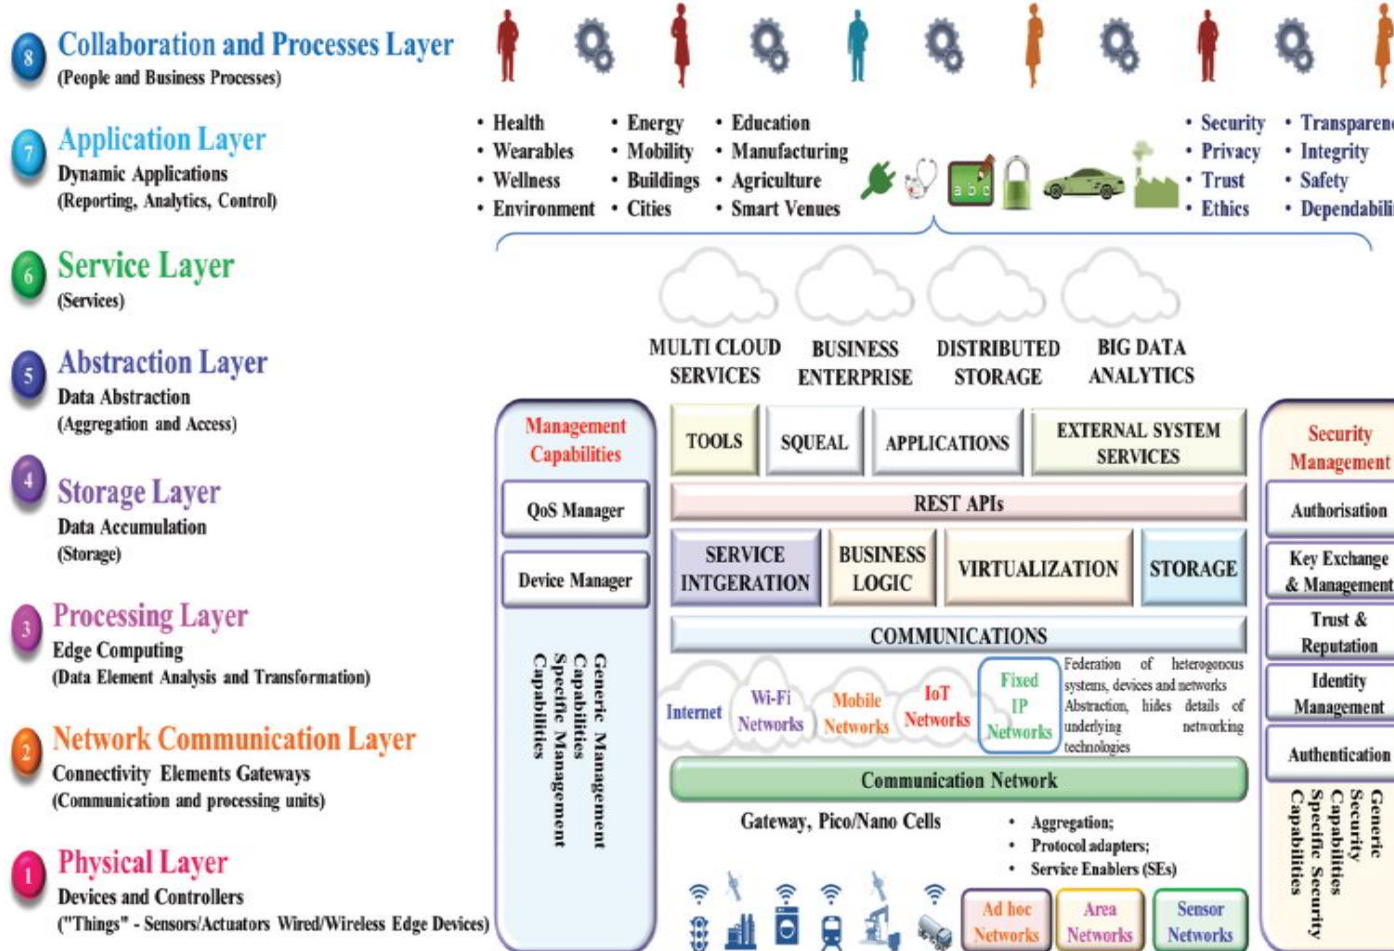 8 Collaboration and Processes Layer
(People and Business Processes)
7 Application Layer
Dynamic Applications
(Reporting, Analytics, Control)
6 Service Layer
(Services)
5 Abstraction Layer
Data Abstraction
(Aggregation and Access)
4 Storage Layer
Data Accumulation
(Storage)
3 Processing Layer
Edge Computing
(Data Element Analysis and Transformation)
2 Network Communication Layer
Connectivity Elements Gateways
(Communication and processing units)
1 Physical Layer
Devices and Controllers
("Things" - Sensors/Actuators Wired/Wireless Edge Devices)
• Health
• Wearables
• Wellness
• Environment
• Energy
• Mobility
• Buildings
• Cities
• Education
• Manufacturing
• Agriculture
• Smart Venues
a b c
• Security
• Privacy
• Trust
• Ethics
• Transparenc
• Integrity
• Safety
• Dependabilit
MULTI CLOUD
SERVICES
BUSINESS
ENTERPRISE
DISTRIBUTED
STORAGE
BIG DATA
ANALYTICS
Management
Capabilities
QoS Manager
Device Manager
Generic Management
Capabilities
Specific Management
Capabilities
TOOLS
SQUEAL
APPLICATIONS
EXTERNAL SYSTEM
SERVICES
REST APIs
SERVICE
INTGERATION
BUSINESS
LOGIC
VIRTUALIZATION
STORAGE
COMMUNICATIONS
Internet
Wi-Fi
Networks
Mobile
Networks
IoT
Networks
Fixed
IP
Networks
Federation of heterogonous
systems, devices and networks
Abstraction, hides details of
underlying networking
technologies
Communication Network
Gateway, Pico/Nano Cells
• Aggregation;
• Protocol adapters;
• Service Enablers (SEs)
Ad hoc
Networks
Area
Networks
Sensor
Networks
Security
Management
Authorisation
Key Exchange
& Management
Trust &
Reputation
Identity
Management
Authentication
Generic
Security
Capabilities
Specific Security
Capabilities